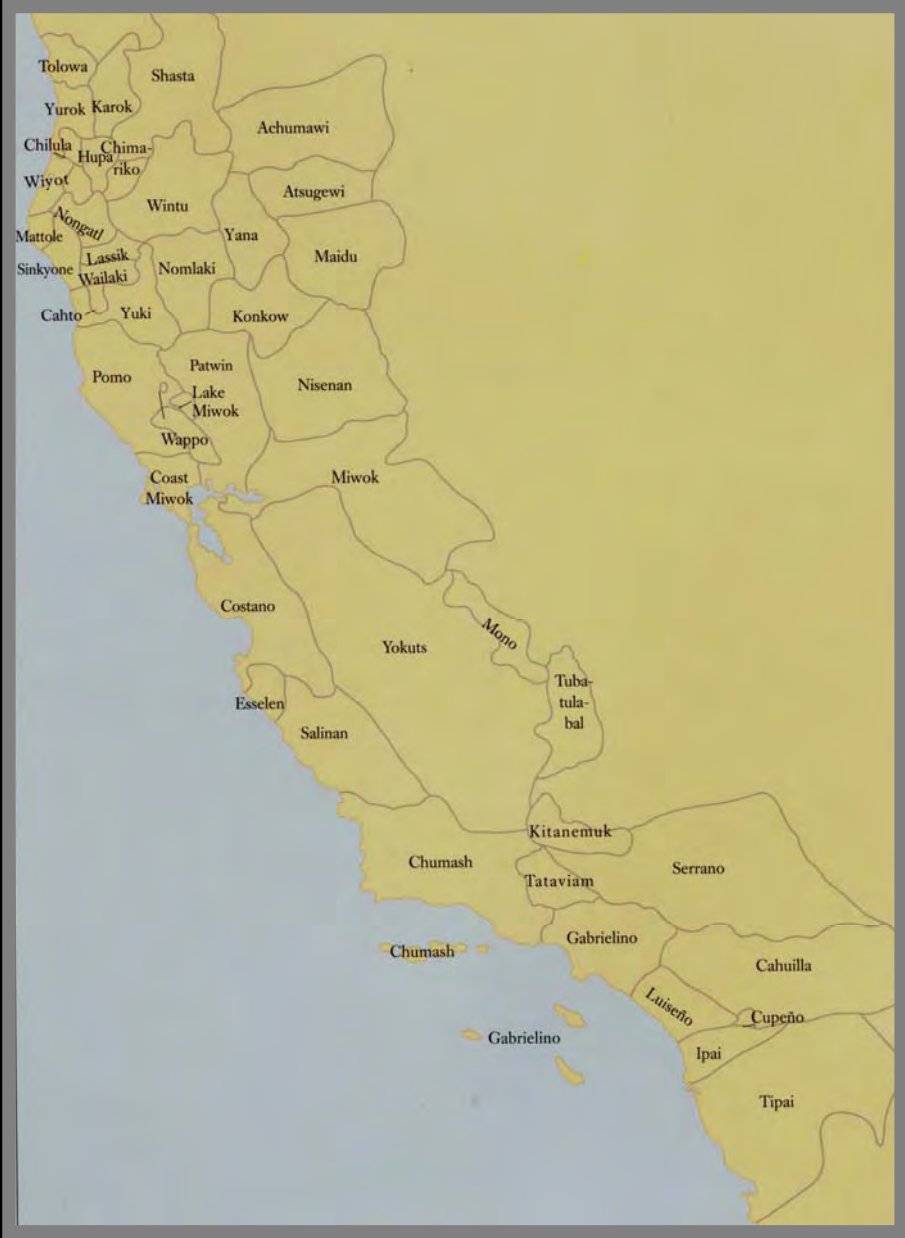 Tolowa
Shasta
Yurok
Karok
Achumawi
Chilula
Hupa
Chima-
riko
Wiyot
Atsugewi
Wintu
Nongatl
Mattole
Yana
Maidu
Lassik
Sinkyone
Wailaki
Nomlaki
Cahto
Yuki
Konkow
Patwin
Pomo
Nisenan
Lake
Miwok
Wappo
Coast
Miwok
Miwok
Costano
Mono
Yokuts
Tuba-
tula-
bal
Esselen
Salinan
Kitanemuk
Chumash
Serrano
Tataviam
Gabrielino
Chumash
Cahuilla
Luiseño
Cupeño
Gabrielino
Ipai
Tipai